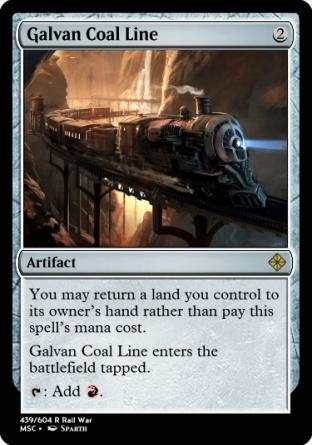 Galvan Coal Line 2
Artifact
You may return a land you control to
its owner's hand rather than pay this
spell's mana cost.
Galvan Coal Line enters the
battlefield tapped.
: Add .
439/604 R Rail War
MSC • Sparth